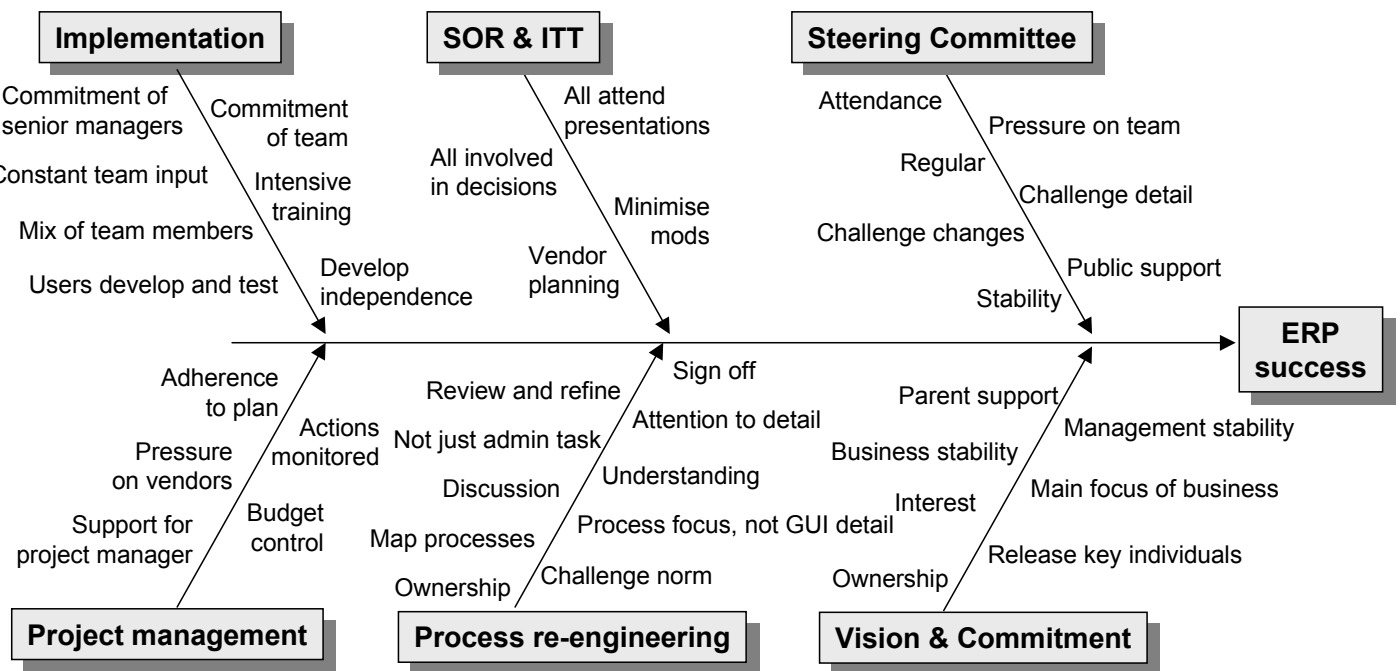 Implementation
SOR & ITT
Steering Committee
Commitment of
senior managers
Commitment
of team
Constant team input
Intensive
training
Mix of team members
Users develop and test
Develop
independence
All attend
presentations
All involved
in decisions
Minimise
mods
Vendor
planning
Attendance
Pressure on team
Regular
Challenge detail
Challenge changes
Public support
Stability
ERP
success
Adherence
to plan
Actions
monitored
Pressure
on vendors
Budget
control
Support for
project manager
Sign off
Review and refine
Attention to detail
Not just admin task
Understanding
Discussion
Process focus, not GUI detail
Map processes
Challenge norm
Ownership
Parent support
Management stability
Business stability
Main focus of business
Interest
Release key individuals
Ownership
Project management
Process re-engineering
Vision & Commitment